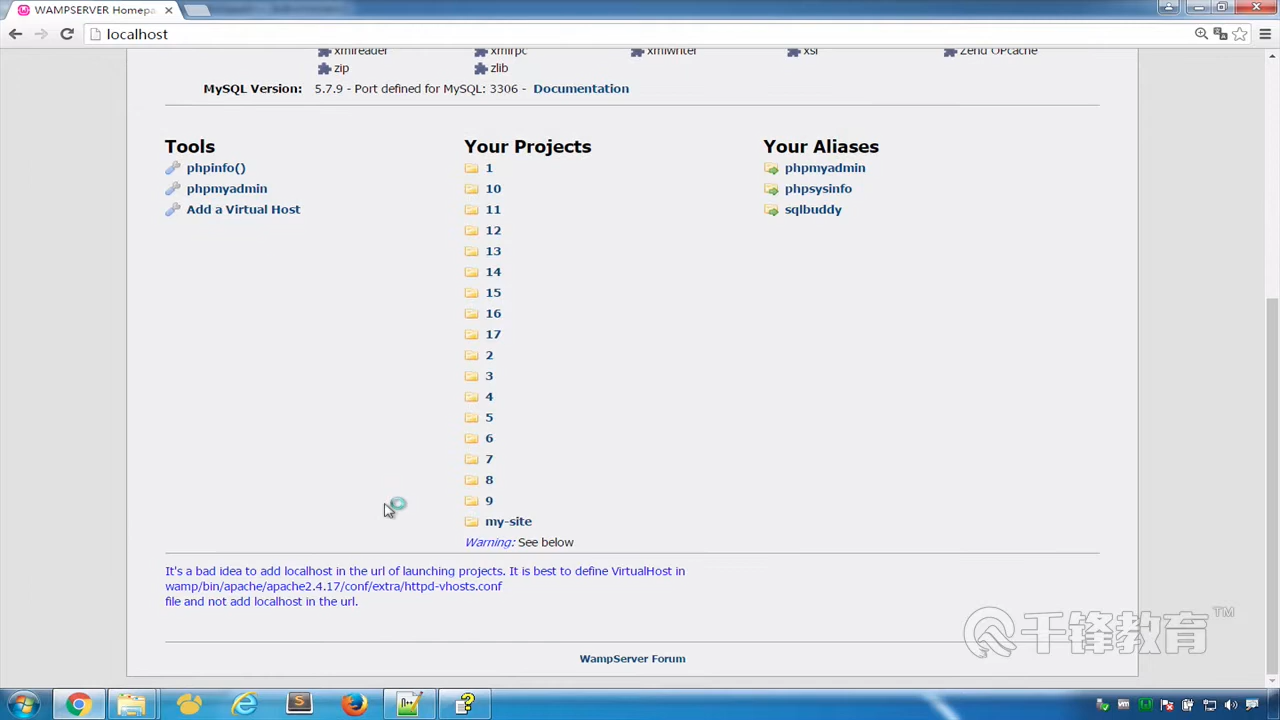 WAMPSERVER Homepa
localhost
xmlreader xmlrpc xmlwriter xsl Zend OPcache
zip zlib
MySQL Version: 5.7.9 - Port defined for MySQL: 3306 - Documentation
Tools
phpinfo()
phpmyadmin
Add a Virtual Host
Your Projects
1
10
11
12
13
14
15
16
17
2
3
4
5
6
7
8
9
my-site
Warning: See below
Your Aliases
phpmyadmin
phpsysinfo
sqlbuddy
It's a bad idea to add localhost in the url of launching projects. It is best to define VirtualHost in
wamp/bin/apache/apache2.4.17/conf/extra/httpd-vhosts.conf
file and not add localhost in the url.
千锋教育™
WampServer Forum